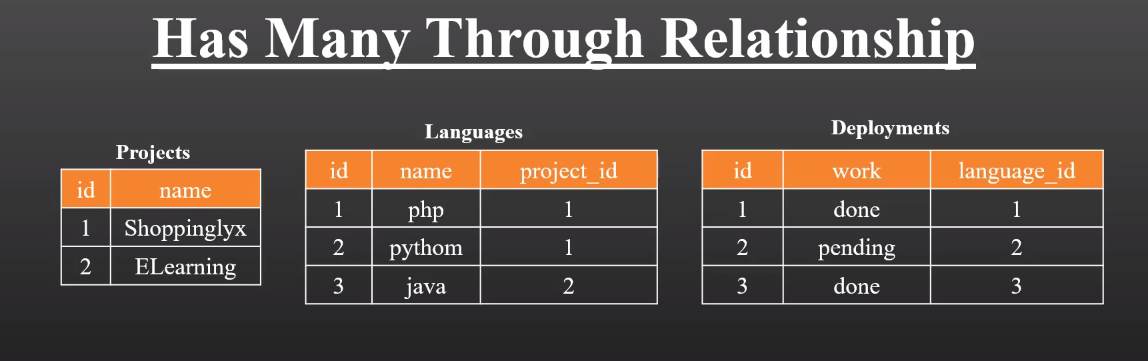 Has Many Through Relationship
Projects
id name
1 Shoppinglyx
2 ELearning
Languages
id name project_id
1 php 1
2 pythom 1
3 java 2
Deployments
id work language_id
1 done 1
2 pending 2
3 done 3